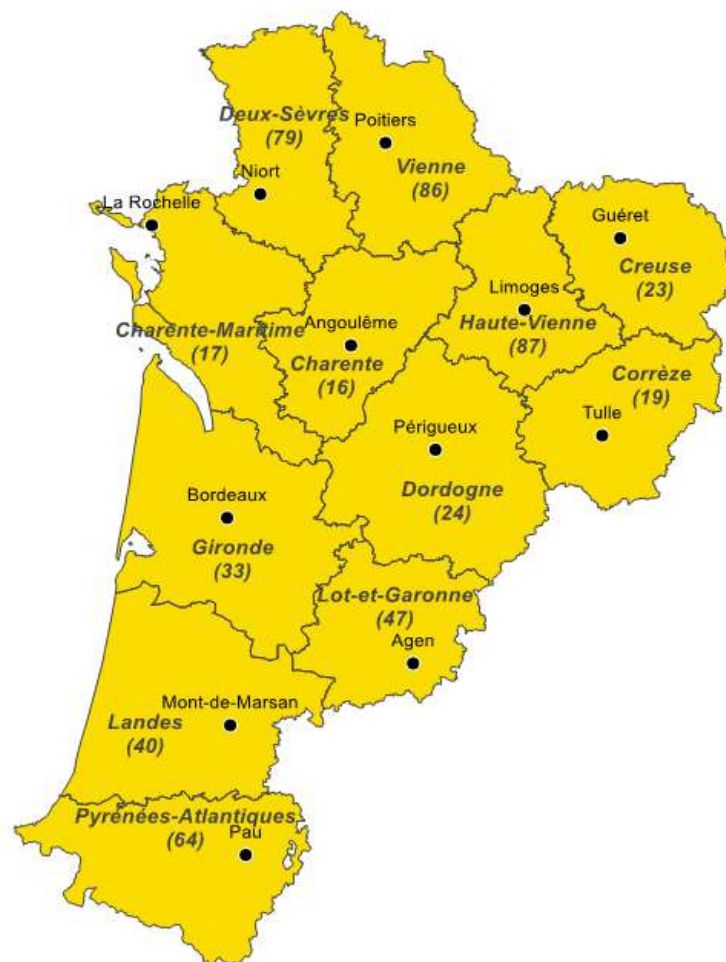 Deux-Sèvres
(79)
Poitiers
Vienne
(86)
Niort
La Rochelle
Guéret
Creuse
(23)
Limoges
Haute-Vienne
(87)
Angoulême
Charente-Maritime
(17)
Charente
(16)
Corrèze
(19)
Tulle
Périgueux
Dordogne
(24)
Bordeaux
Gironde
(33)
Lot-et-Garonne
(47)
Agen
Mont-de-Marsan
Landes
(40)
Pyrénées-Atlantiques
(64)
Pau